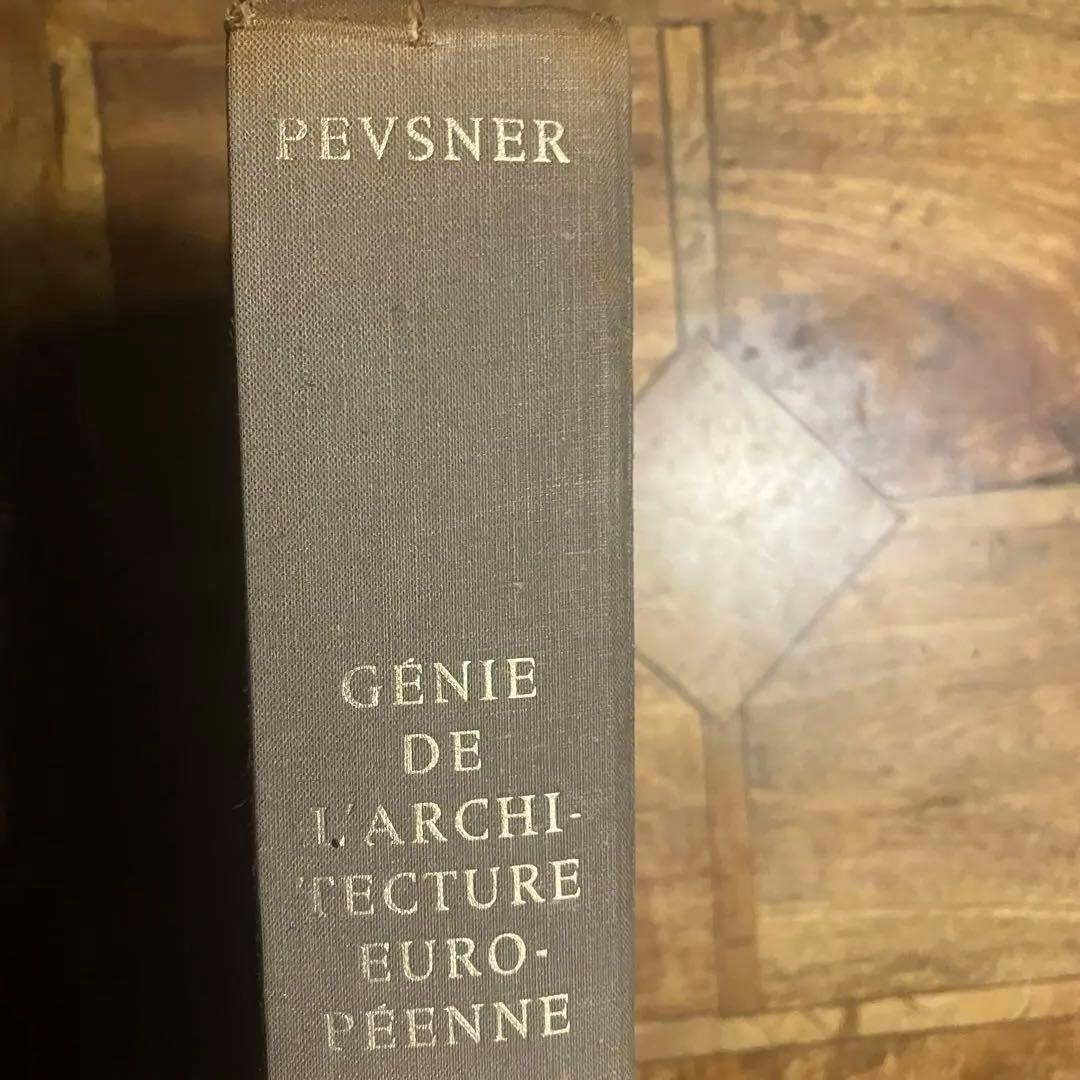 PEVSNER
GÉNIE
DE
L'ARCHI-
TECTURE
EURO-
PÉENNE